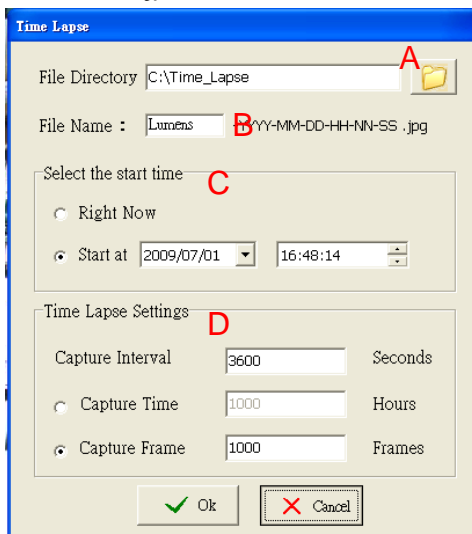 Time Lapse
A
File Directory C:\Time_Lapse
File Name : Lumens B -YYYY-MM-DD-HH-NN-SS .jpg
Select the start time C
Right Now
Start at 2009/07/01 16:48:14
Time Lapse Settings D
Capture Interval 3600 Seconds
Capture Time 1000 Hours
Capture Frame 1000 Frames
Ok Cancel